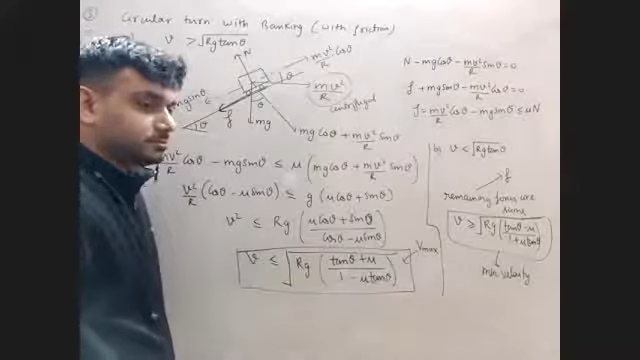 ③ Circular turn with Banking (with friction)
V > √Rg tanθ
N
mv²/R cosθ
θ
mv²/R
centrifugal
mg sinθ
f
θ
θ
mg
mg cosθ + mv²/R sinθ
N - mg cosθ - mv²/R sinθ = 0
f + mg sinθ - mv²/R cosθ = 0
f = mv²/R cosθ - mg sinθ ≤ μN
mv²/R cosθ - mg sinθ ≤ μ (mg cosθ + mv²/R sinθ)
v²/R (cosθ - μ sinθ) ≤ g (μ cosθ + sinθ)
v² ≤ Rg ( (μ cosθ + sinθ) / (cosθ - μ sinθ) )
V ≤ √Rg ( (tanθ + μ) / (1 - μ tanθ) )
Vmax
b) V < √Rg tanθ
f
remaining forces are
same
V ≥ √Rg ( (tanθ - μ) / (1 + μ tanθ) )
min velocity